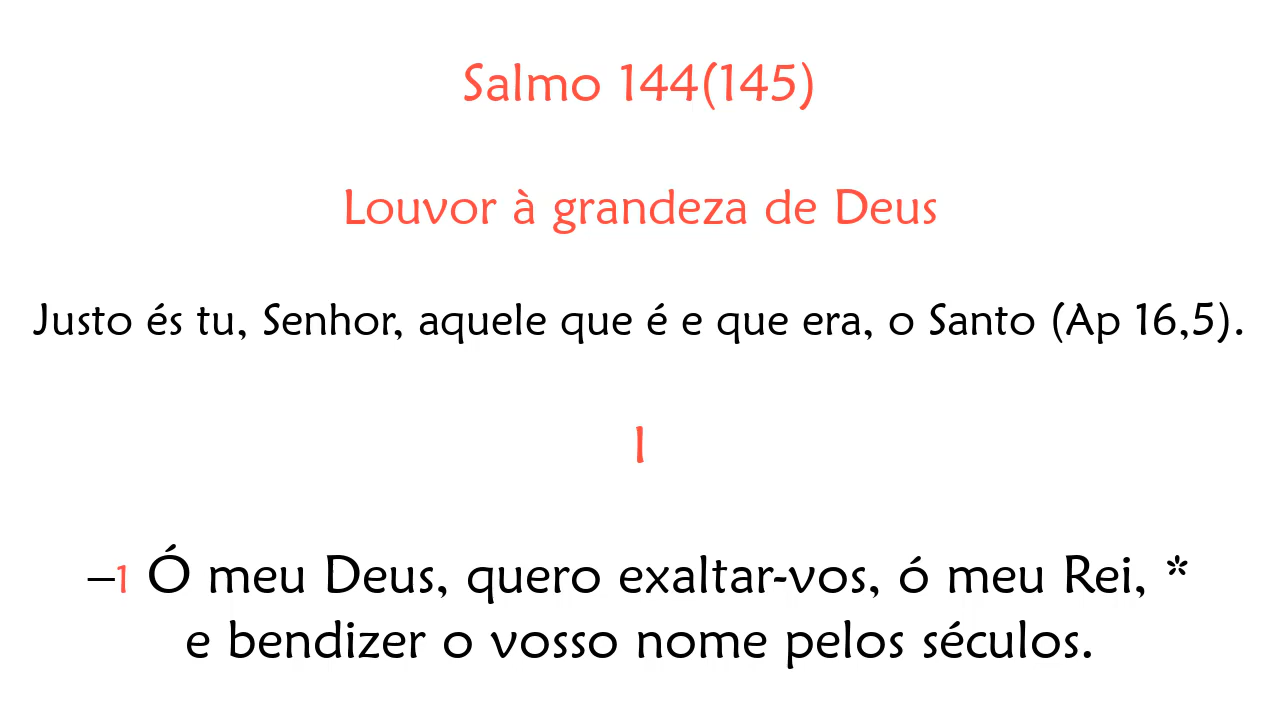 Salmo 144(145)
Louvor à grandeza de Deus
Justo és tu, Senhor, aquele que é e que era, o Santo (Ap 16,5).
I
–1 Ó meu Deus, quero exaltar-vos, ó meu Rei, *
e bendizer o vosso nome pelos séculos.